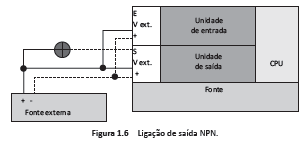 E
V ext.
+
Unidade
de entrada
S
V ext.
+
Unidade
de saída
CPU
Fonte
+ -
Fonte externa
Figura 1.6 Ligação de saída NPN.